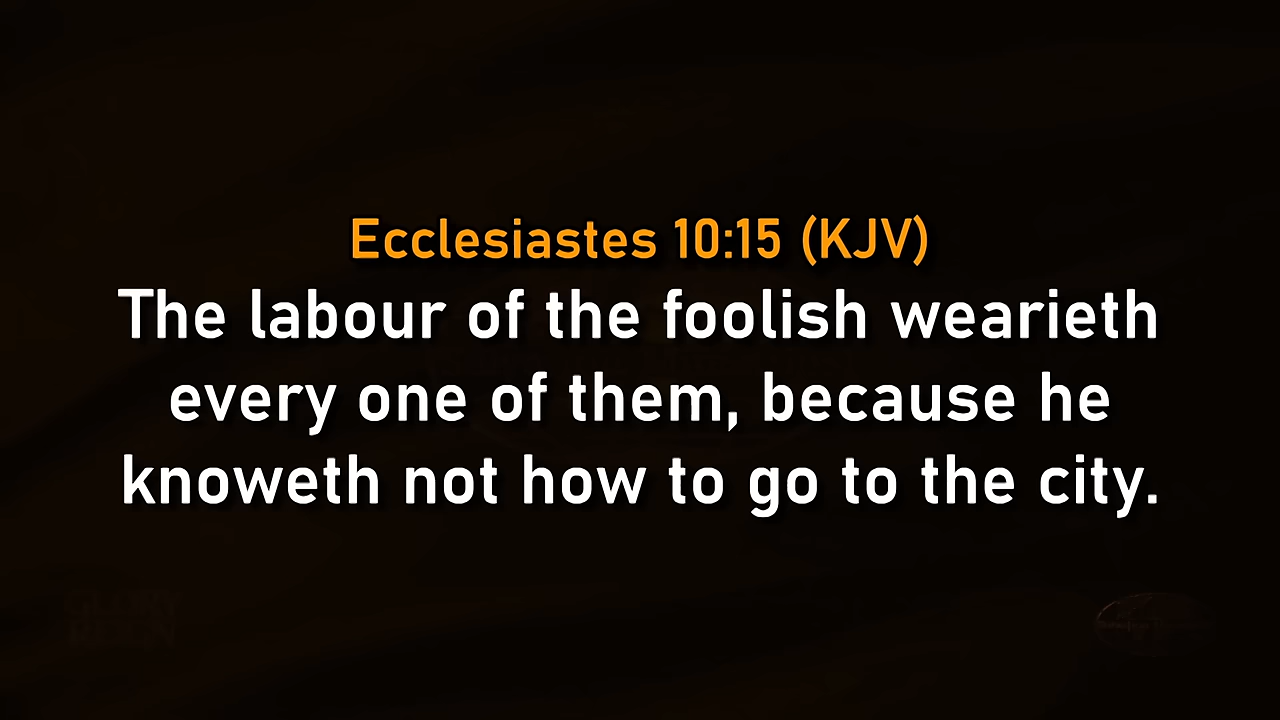 Ecclesiastes 10:15 (KJV)
The labour of the foolish wearieth
every one of them, because he
knoweth not how to go to the city.